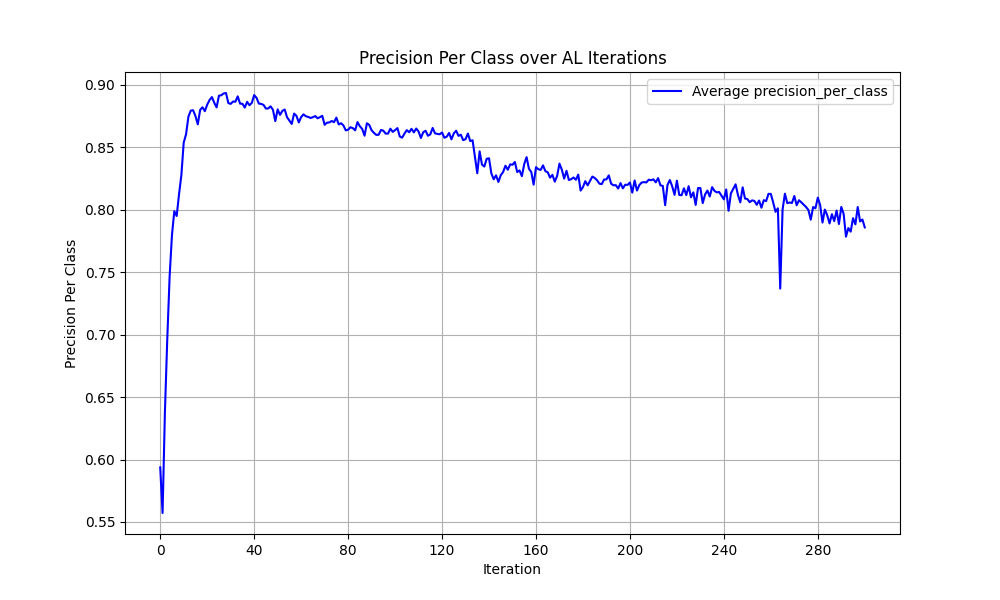 Precision Per Class over AL Iterations
Average precision_per_class
Precision Per Class
0.90
0.85
0.80
0.75
0.70
0.65
0.60
0.55
0 40 80 120 160 200 240 280
Iteration